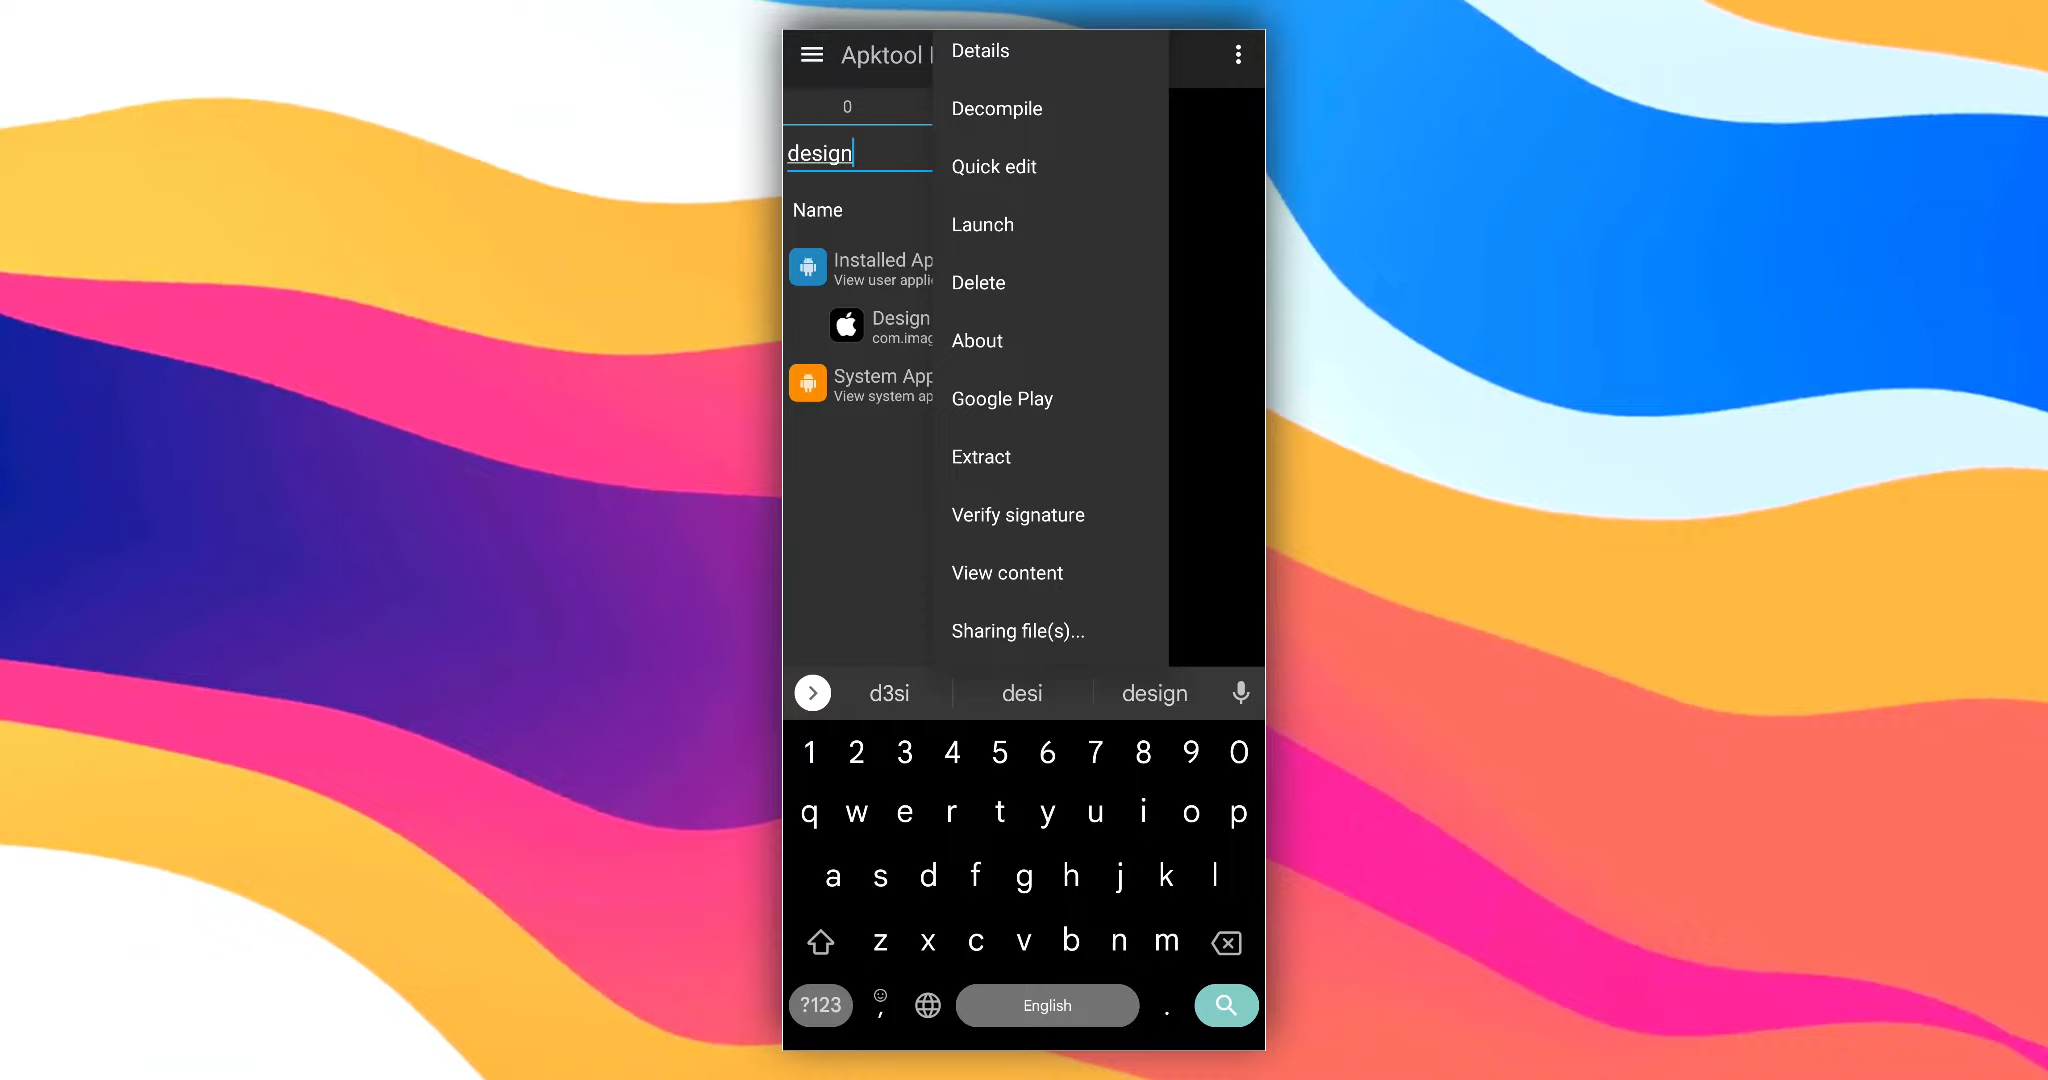 Apktool
0
design
Name
Installed Ap
View user appli
Design
com.imag
System App
View system ap
Details
Decompile
Quick edit
Launch
Delete
About
Google Play
Extract
Verify signature
View content
Sharing file(s)...
d3si desi design
1 2 3 4 5 6 7 8 9 0
q w e r t y u i o p
a s d f g h j k l
z x c v b n m
?123 , English .